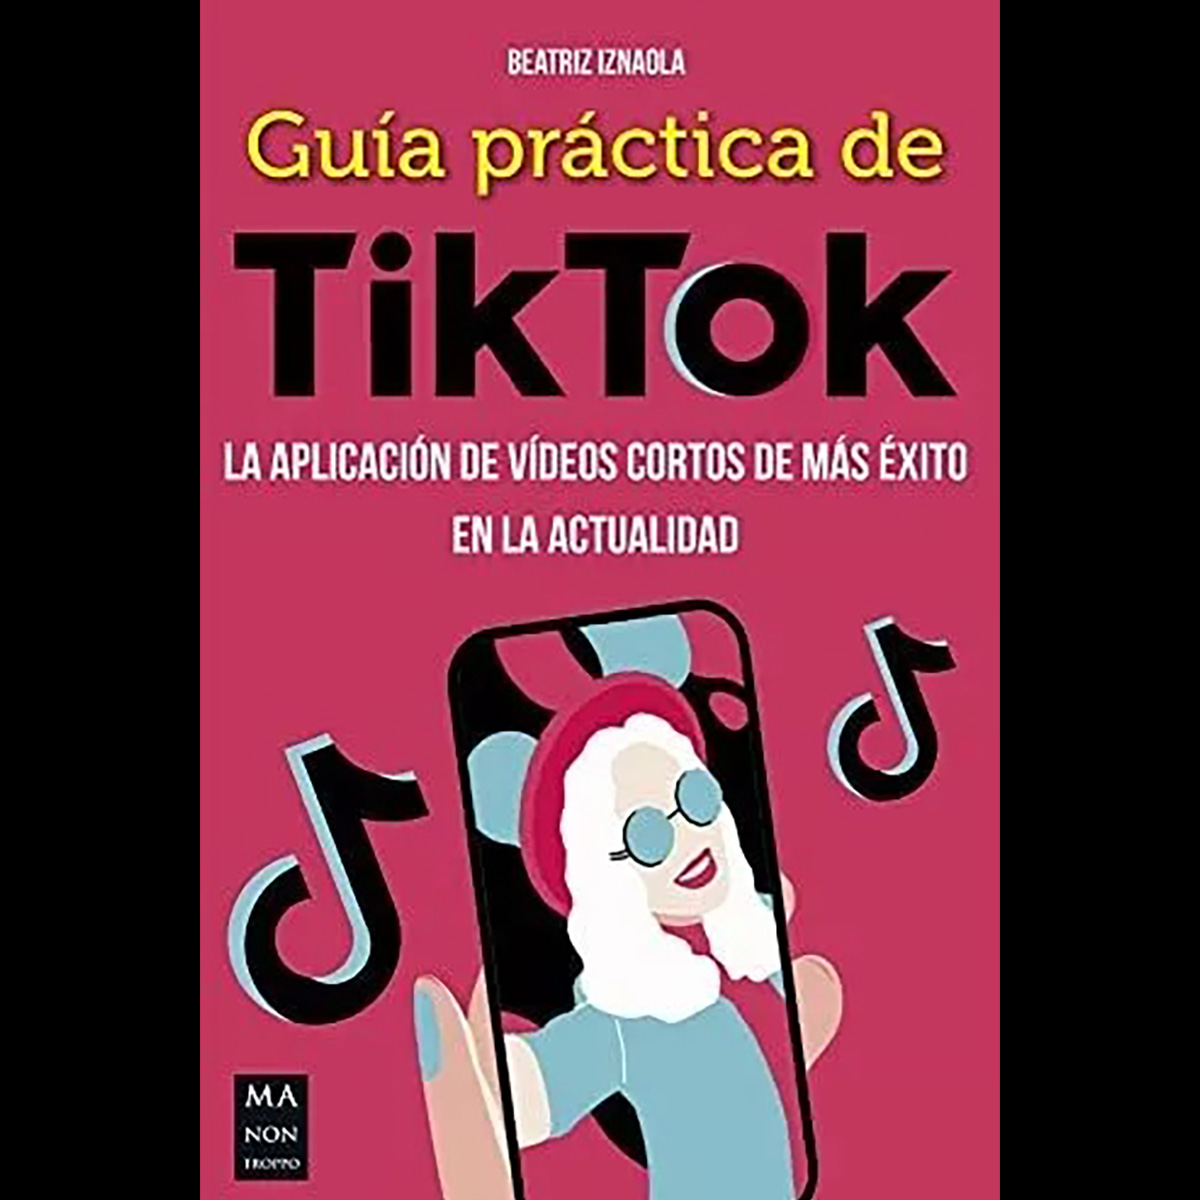 BEATRIZ IZNAOLA
Guía práctica de
TikTok
LA APLICACIÓN DE VÍDEOS CORTOS DE MÁS ÉXITO
EN LA ACTUALIDAD
MA
NON
TROPPO